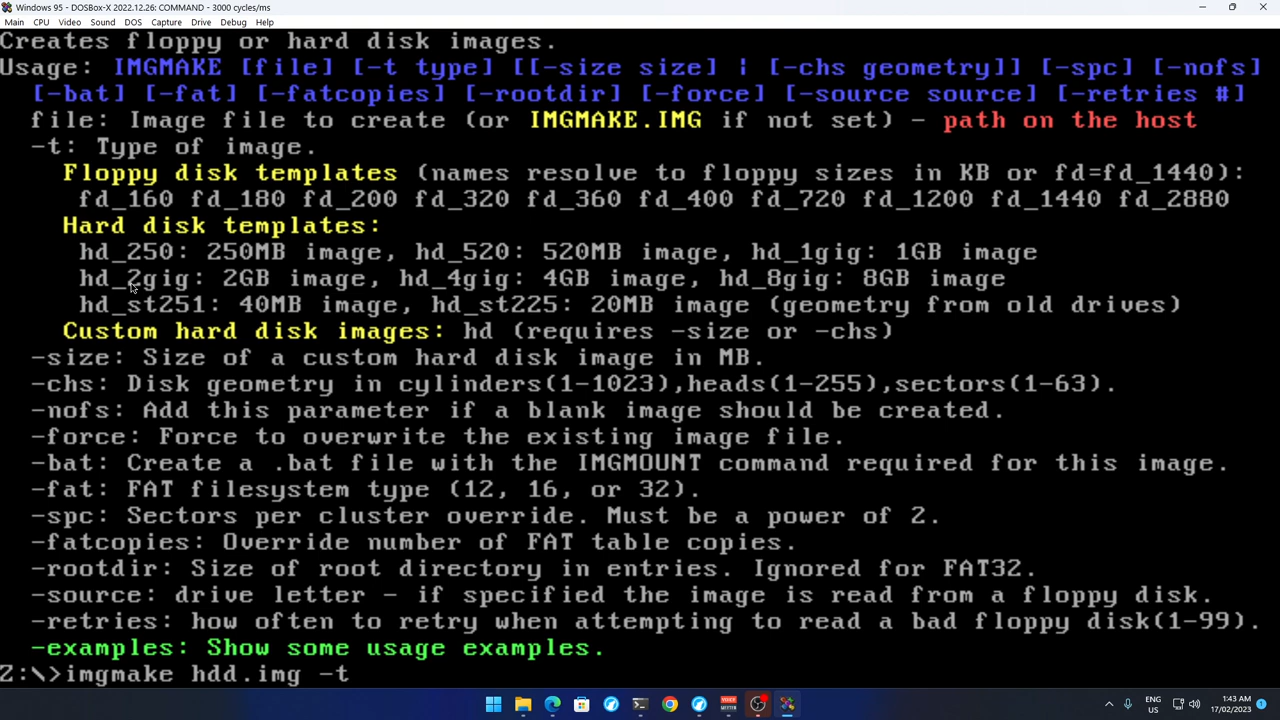 Windows 95 - DOSBox-X 2022.12.26: COMMAND - 3000 cycles/ms
Main CPU Video Sound DOS Capture Drive Debug Help
Creates floppy or hard disk images.
Usage: IMGMAKE [file] [-t type] [[-size size] ¦ [-chs geometry]] [-spc] [-nofs]
[-bat] [-fat] [-fatcopies] [-rootdir] [-force] [-source source] [-retries #]
file: Image file to create (or IMGMAKE.IMG if not set) - path on the host
-t: Type of image.
Floppy disk templates (names resolve to floppy sizes in KB or fd=fd_1440):
fd_160 fd_180 fd_200 fd_320 fd_360 fd_400 fd_720 fd_1200 fd_1440 fd_2880
Hard disk templates:
hd_250: 250MB image, hd_520: 520MB image, hd_1gig: 1GB image
hd_2gig: 2GB image, hd_4gig: 4GB image, hd_8gig: 8GB image
hd_st251: 40MB image, hd_st225: 20MB image (geometry from old drives)
Custom hard disk images: hd (requires -size or -chs)
-size: Size of a custom hard disk image in MB.
-chs: Disk geometry in cylinders(1-1023),heads(1-255),sectors(1-63).
-nofs: Add this parameter if a blank image should be created.
-force: Force to overwrite the existing image file.
-bat: Create a .bat file with the IMGMOUNT command required for this image.
-fat: FAT filesystem type (12, 16, or 32).
-spc: Sectors per cluster override. Must be a power of 2.
-fatcopies: Override number of FAT table copies.
-rootdir: Size of root directory in entries. Ignored for FAT32.
-source: drive letter - if specified the image is read from a floppy disk.
-retries: how often to retry when attempting to read a bad floppy disk(1-99).
-examples: Show some usage examples.
Z:\>imgmake hdd.img -t
ENG
US
1:43 AM
17/02/2023